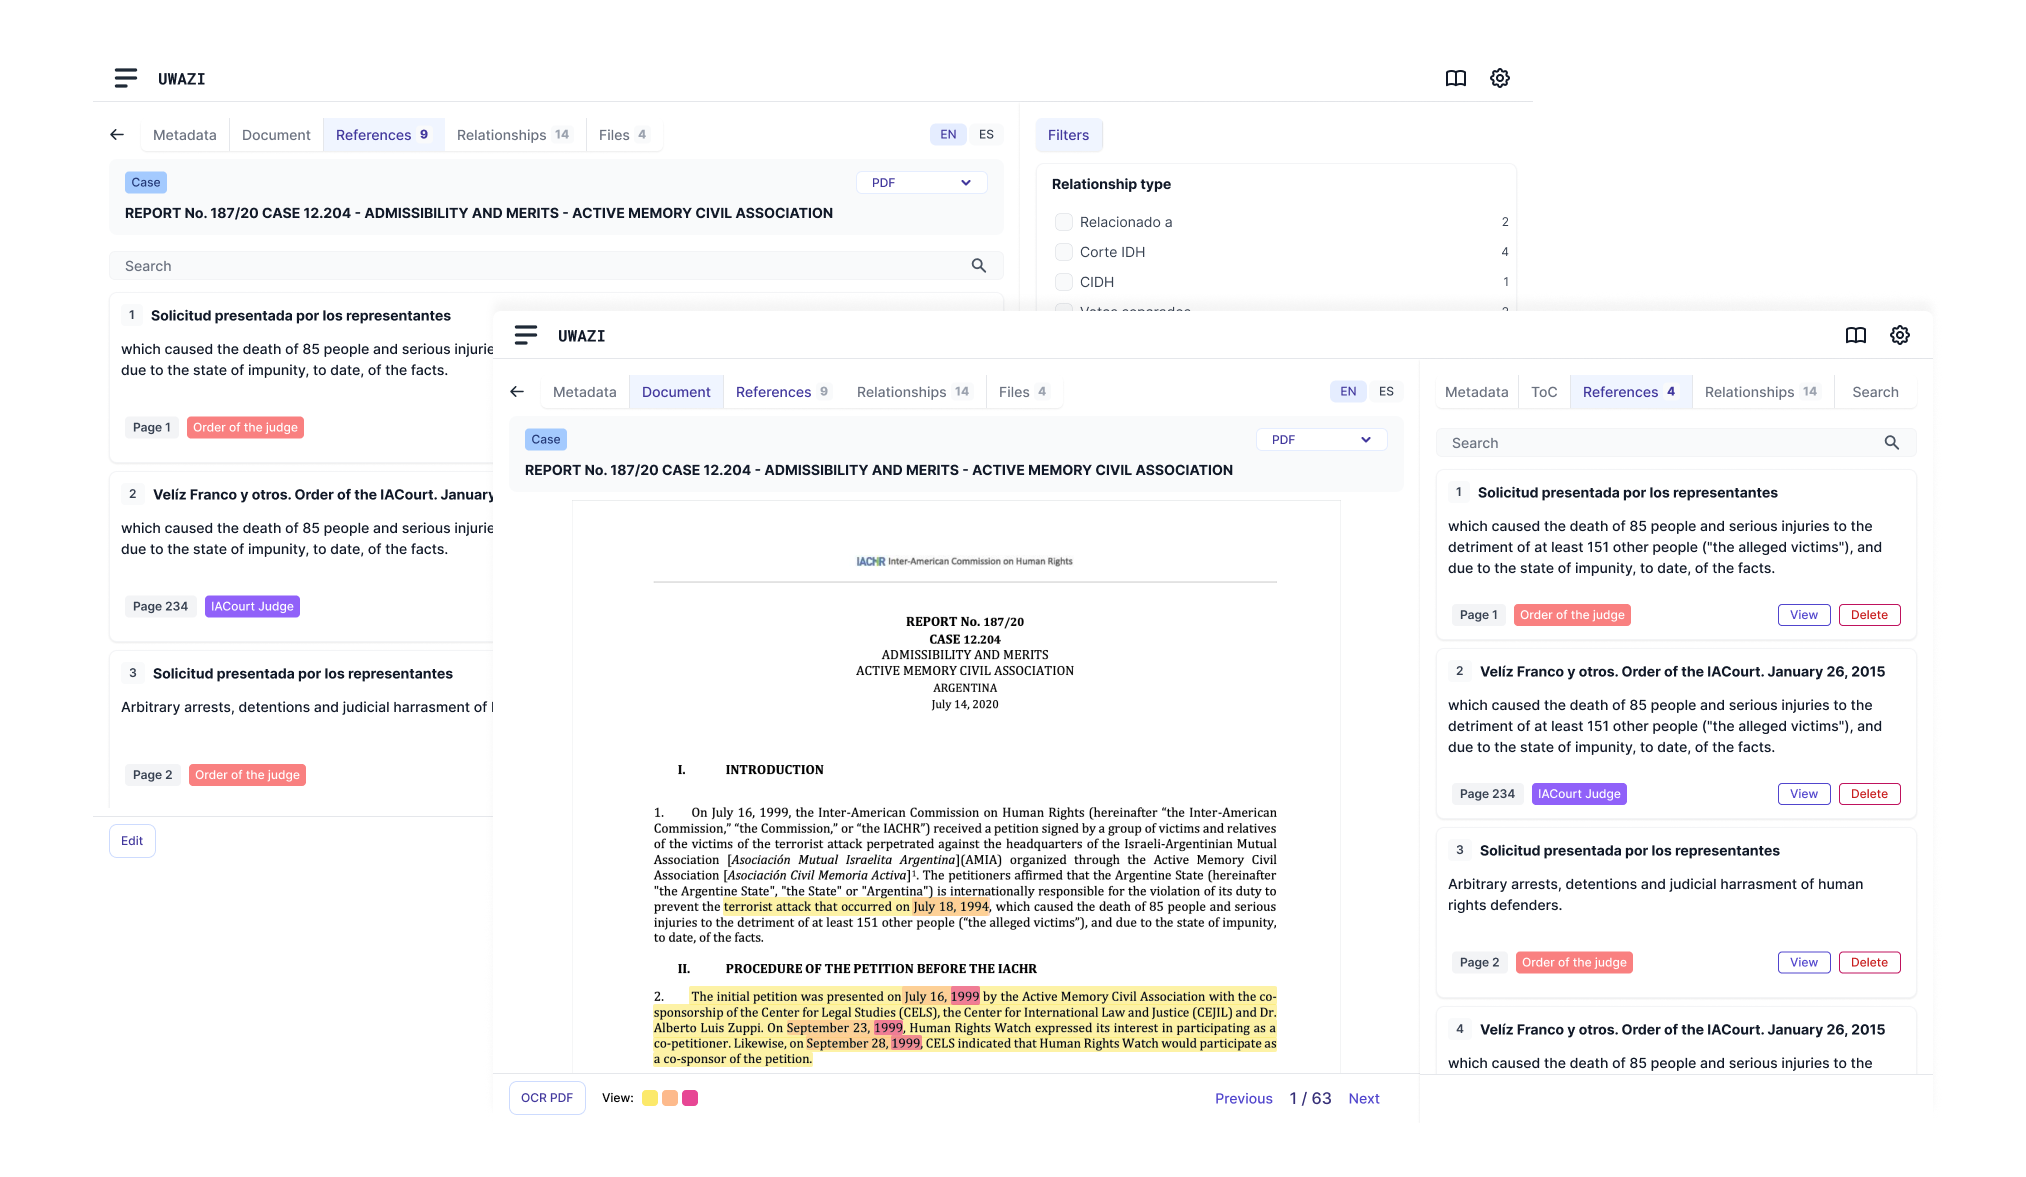 UWAZI
Metadata
Document
References 9
Relationships 14
Files 4
EN
ES
Case
PDF
REPORT No. 187/20 CASE 12.204 - ADMISSIBILITY AND MERITS - ACTIVE MEMORY CIVIL ASSOCIATION
Search
1 Solicitud presentada por los representantes
which caused the death of 85 people and serious injurie
due to the state of impunity, to date, of the facts.
Page 1
Order of the judge
2 Velíz Franco y otros. Order of the IACourt. January
which caused the death of 85 people and serious injurie
due to the state of impunity, to date, of the facts.
Page 234
IACourt Judge
3 Solicitud presentada por los representantes
Arbitrary arrests, detentions and judicial harrasment of
Page 2
Order of the judge
Edit
Filters
Relationship type
Relacionado a 2
Corte IDH 4
CIDH 1
Votos separados 2
UWAZI
Metadata
Document
References 9
Relationships 14
Files 4
EN
ES
Case
PDF
REPORT No. 187/20 CASE 12.204 - ADMISSIBILITY AND MERITS - ACTIVE MEMORY CIVIL ASSOCIATION
IACHR Inter-American Commission on Human Rights
REPORT No. 187/20
CASE 12.204
ADMISSIBILITY AND MERITS
ACTIVE MEMORY CIVIL ASSOCIATION
ARGENTINA
July 14, 2020
I. INTRODUCTION
1. On July 16, 1999, the Inter-American Commission on Human Rights (hereinafter “the Inter-American
Commission,” “the Commission,” or “the IACHR”) received a petition signed by a group of victims and relatives
of the victims of the terrorist attack perpetrated against the headquarters of the Israeli-Argentinian Mutual
Association [Asociación Mutual Israelita Argentina](AMIA) organized through the Active Memory Civil
Association [Asociación Civil Memoria Activa]¹. The petitioners affirmed that the Argentine State (hereinafter
"the Argentine State", "the State" or "Argentina") is internationally responsible for the violation of its duty to
prevent the terrorist attack that occurred on July 18, 1994, which caused the death of 85 people and serious
injuries to the detriment of at least 151 other people (“the alleged victims”), and due to the state of impunity,
to date, of the facts.
II. PROCEDURE OF THE PETITION BEFORE THE IACHR
2. The initial petition was presented on July 16, 1999 by the Active Memory Civil Association with the co-
sponsorship of the Center for Legal Studies (CELS), the Center for International Law and Justice (CEJIL) and Dr.
Alberto Luis Zuppi. On September 23, 1999, Human Rights Watch expressed its interest in participating as a
co-petitioner. Likewise, on September 28, 1999, CELS indicated that Human Rights Watch would participate as
a co-sponsor of the petition.
OCR PDF
View:
Previous
1 / 63
Next
Metadata
ToC
References 4
Relationships 14
Search
Search
1 Solicitud presentada por los representantes
which caused the death of 85 people and serious injuries to the
detriment of at least 151 other people ("the alleged victims"), and
due to the state of impunity, to date, of the facts.
Page 1
Order of the judge
View
Delete
2 Velíz Franco y otros. Order of the IACourt. January 26, 2015
which caused the death of 85 people and serious injuries to the
detriment of at least 151 other people ("the alleged victims"), and
due to the state of impunity, to date, of the facts.
Page 234
IACourt Judge
View
Delete
3 Solicitud presentada por los representantes
Arbitrary arrests, detentions and judicial harrasment of human
rights defenders.
Page 2
Order of the judge
View
Delete
4 Velíz Franco y otros. Order of the IACourt. January 26, 2015
which caused the death of 85 people and serious injuries to the